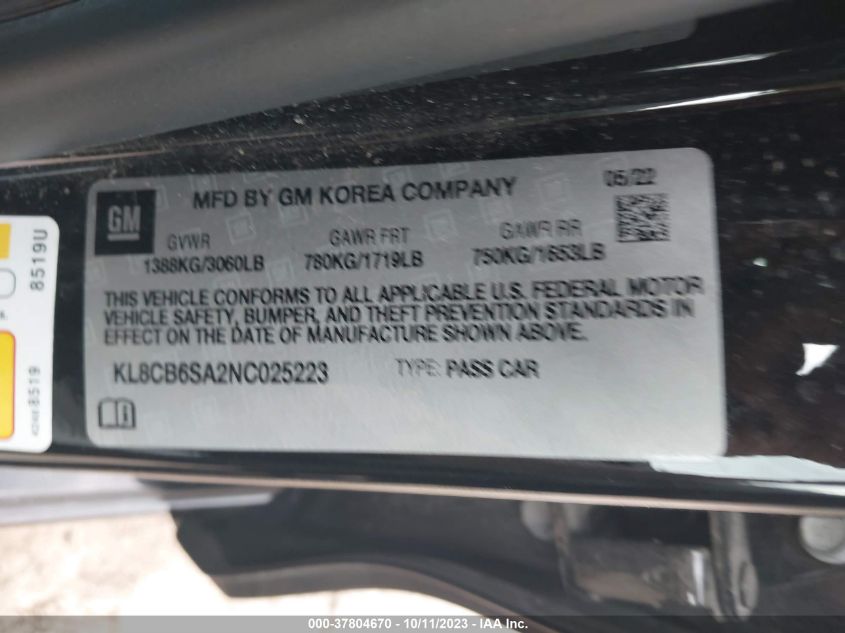 GM
MFD BY GM KOREA COMPANY
05/22
GVWR
GAWR FRT
GAWR RR
1388KG/3060LB
780KG/1719LB
750KG/1653LB
THIS VEHICLE CONFORMS TO ALL APPLICABLE U.S. FEDERAL MOTOR
VEHICLE SAFETY, BUMPER, AND THEFT PREVENTION STANDARDS IN
EFFECT ON THE DATE OF MANUFACTURE SHOWN ABOVE.
KL8CB6SA2NC025223
TYPE: PASS CAR
8519U
8519
000-37804670 - 10/11/2023 - IAA Inc.